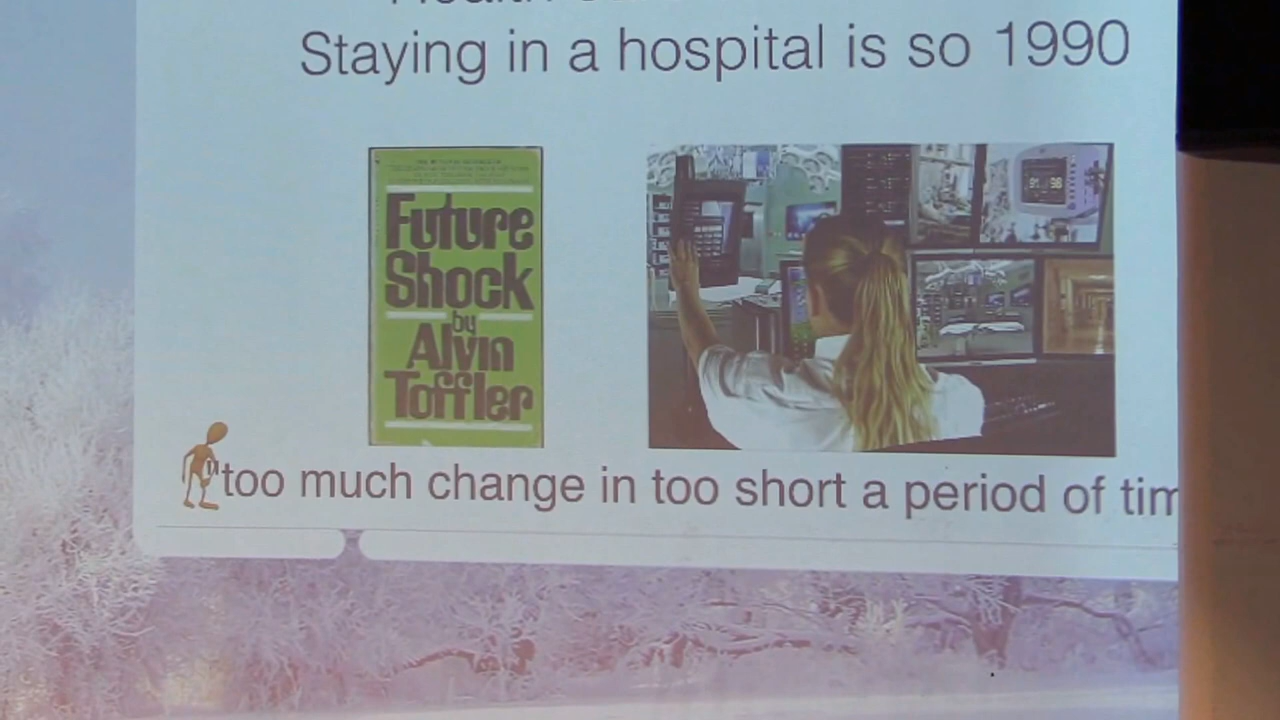 Staying in a hospital is so 1990
Future
Shock
by
Alvin
Toffler
"too much change in too short a period of tim